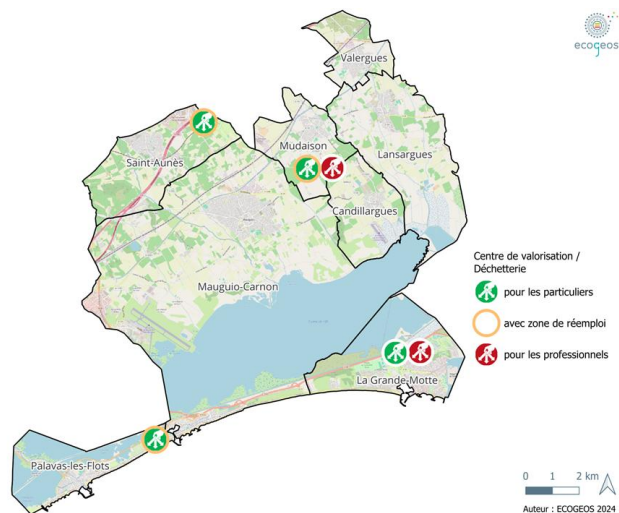 ecogeos
Valergues
Saint-Aunès
Mudaison
Lansargues
Candillargues
Mauguio-Carnon
La Grande-Motte
Palavas-les-Flots
Centre de valorisation /
Déchetterie
pour les particuliers
avec zone de réemploi
pour les professionnels
0 1 2 km
Auteur : ECOGEOS 2024